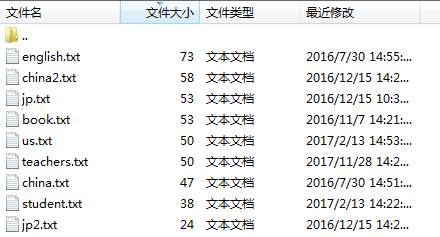 文件名 文件大小 文件类型 最近修改
..
english.txt 73 文本文档 2016/7/30 14:55:...
china2.txt 58 文本文档 2016/12/15 14:2...
jp.txt 53 文本文档 2016/12/15 10:3...
book.txt 53 文本文档 2016/11/7 14:21:...
us.txt 50 文本文档 2017/2/13 14:53:...
teachers.txt 50 文本文档 2017/11/28 14:2...
china.txt 47 文本文档 2016/7/30 14:51:...
student.txt 38 文本文档 2017/2/13 14:22:...
jp2.txt 24 文本文档 2016/12/15 14:2...